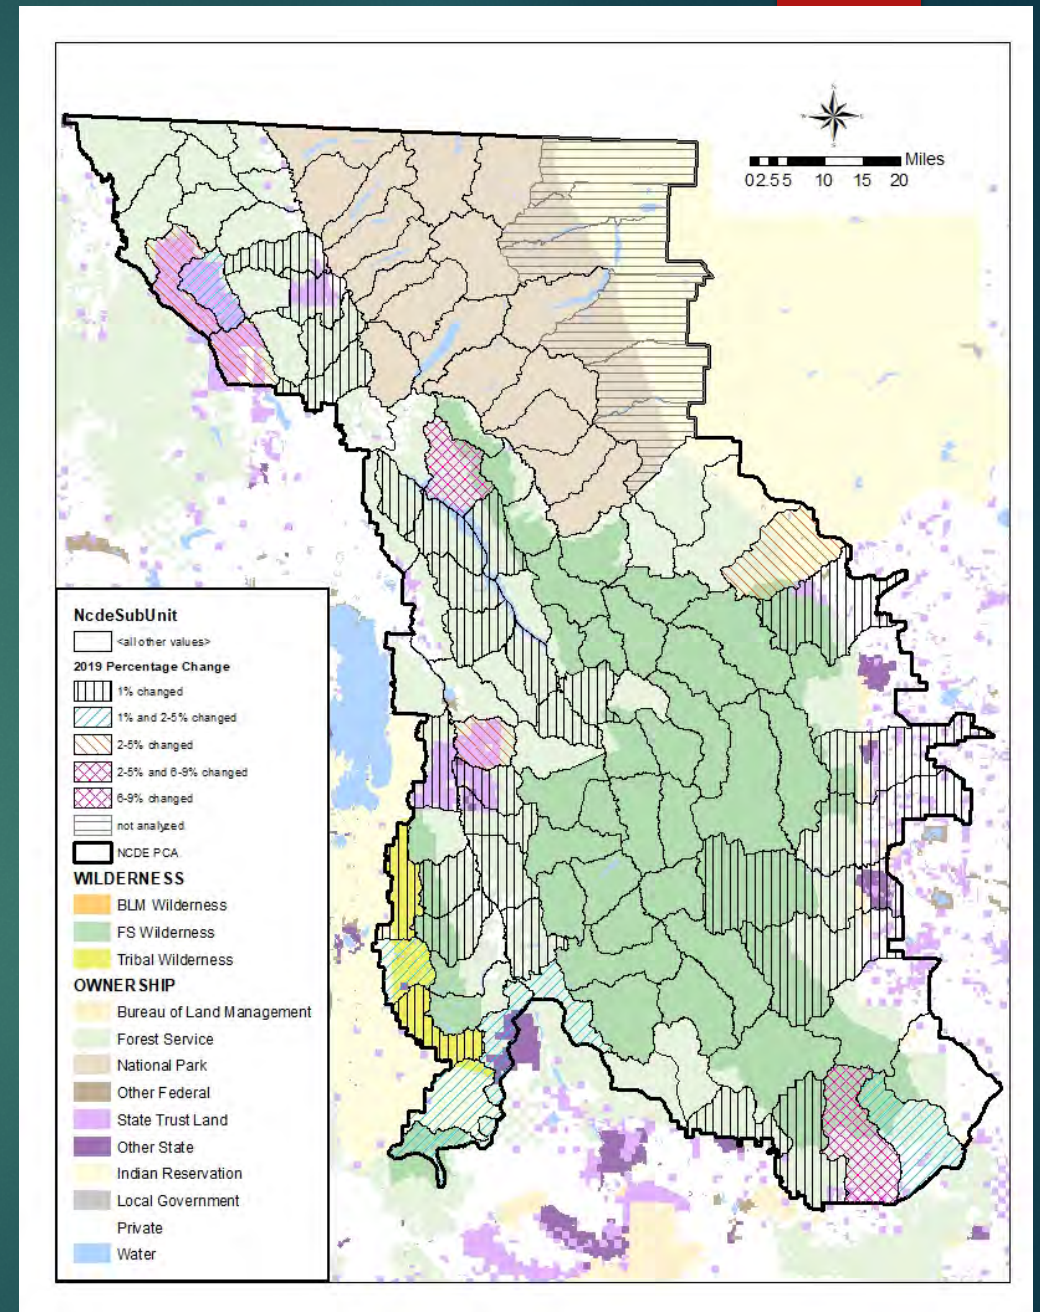 Miles
0 2.5 5 10 15 20
NcdeSubUnit
<all other values>
2019 Percentage Change
1% changed
1% and 2-5% changed
2-5% changed
2-5% and 6-9% changed
6-9% changed
not analyzed
NCDE PCA
WILDERNESS
BLM Wilderness
FS Wilderness
Tribal Wilderness
OWNERSHIP
Bureau of Land Management
Forest Service
National Park
Other Federal
State Trust Land
Other State
Indian Reservation
Local Government
Private
Water